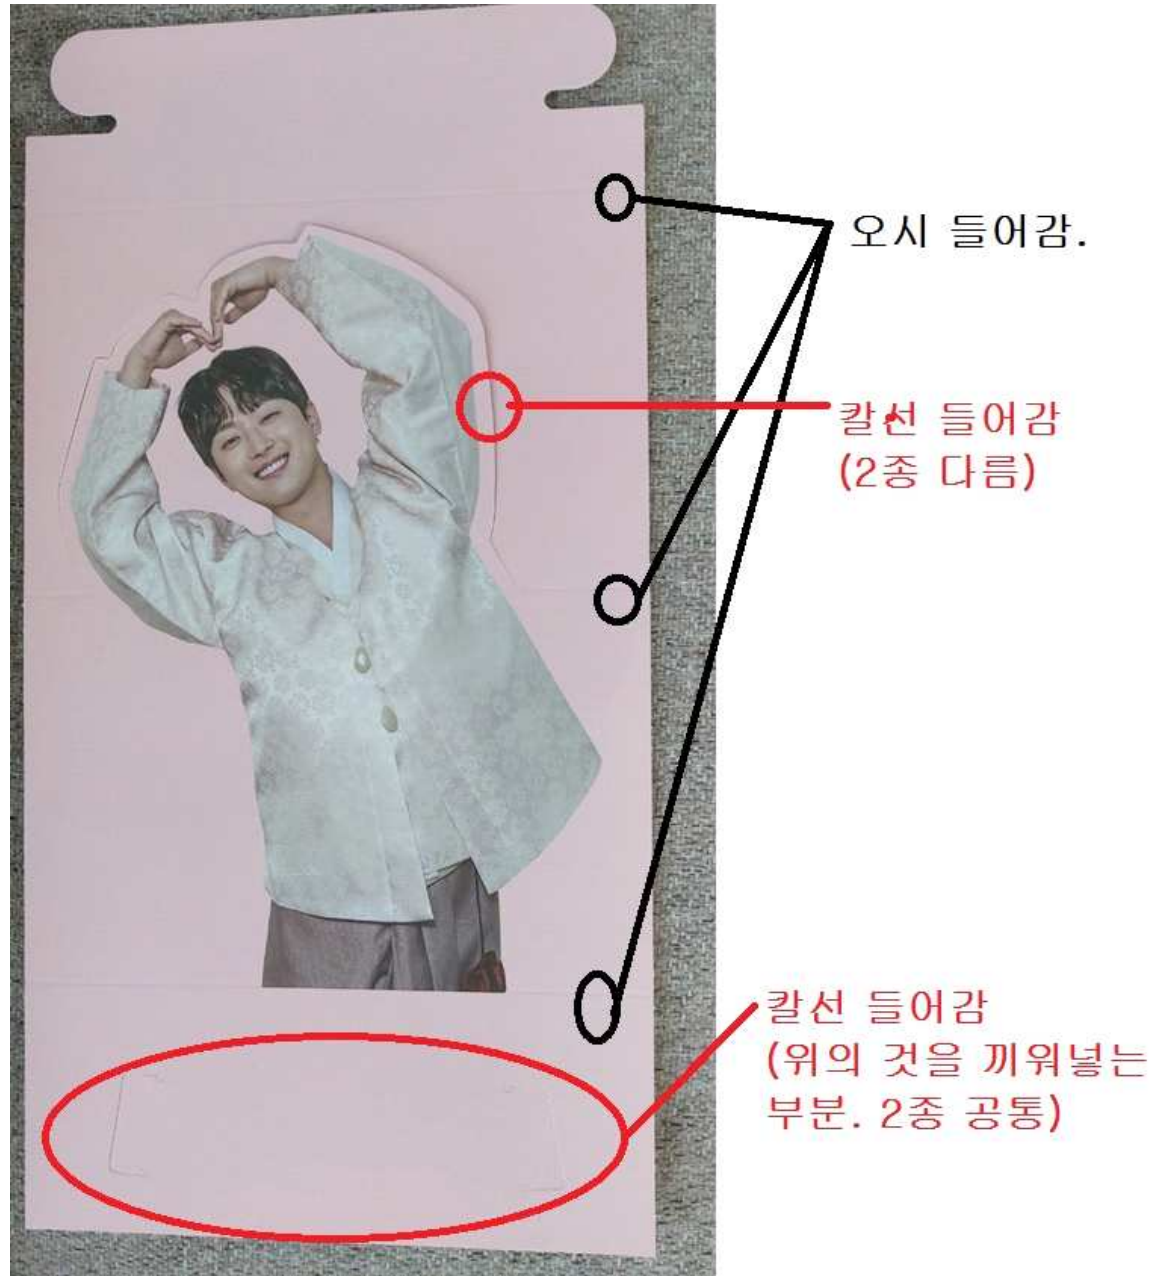 오시 들어감.
칼선 들어감
(2종 다름)
칼선 들어감
(위의 것을 끼워넣는
부분. 2종 공통)